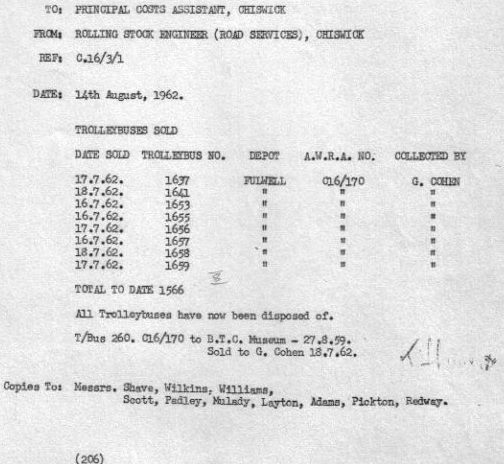 TO: PRINCIPAL COSTS ASSISTANT, CHISWICK
FROM: ROLLING STOCK ENGINEER (ROAD SERVICES), CHISWICK
REF: C.16/3/1
DATE: 14th August, 1962.
TROLLEYBUSES SOLD
DATE SOLD TROLLEYBUS NO. DEPOT A.W.R.A. NO. COLLECTED BY
17.7.62. 1637 FULWELL C16/170 G. COHEN
18.7.62. 1641 " " "
16.7.62. 1653 " " "
16.7.62. 1655 " " "
17.7.62. 1656 " " "
16.7.62. 1657 " " "
18.7.62. 1658 " " "
17.7.62. 1659 " " "
8
TOTAL TO DATE 1566
All Trolleybuses have now been disposed of.
T/Bus 260. C16/170 to B.T.C. Museum - 27.8.59.
Sold to G. Cohen 18.7.62.
Copies To: Messrs. Shave, Wilkins, Williams,
Scott, Padley, Mulady, Layton, Adams, Pickton, Redway.
(206)